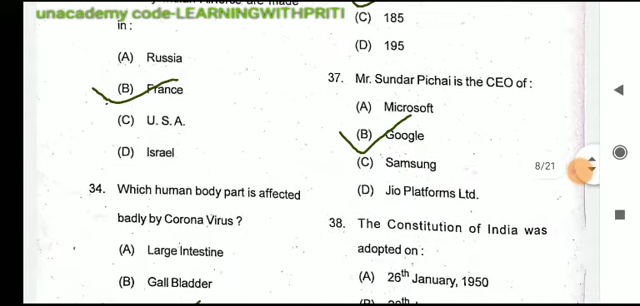 unacademy code-LEARNINGWITHPRITI
in :
(A) Russia
(B) France
(C) U. S. A.
(D) Israel
34. Which human body part is affected
badly by Corona Virus ?
(A) Large Intestine
(B) Gall Bladder
(C) 185
(D) 195
37. Mr. Sundar Pichai is the CEO of :
(A) Microsoft
(B) Google
(C) Samsung
(D) Jio Platforms Ltd.
38. The Constitution of India was
adopted on :
(A) 26th January, 1950
8/21